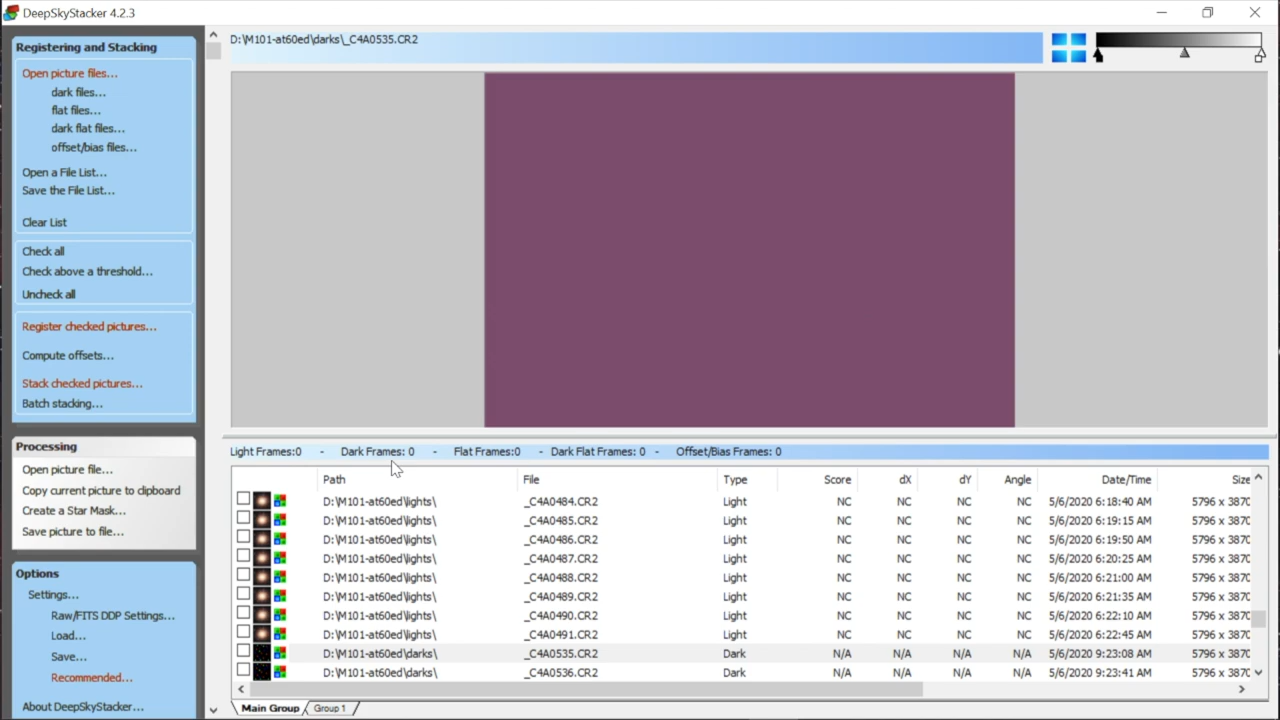 DeepSkyStacker 4.2.3
Registering and Stacking
Open picture files...
dark files...
flat files...
dark flat files...
offset/bias files...
Open a File List...
Save the File List...
Clear List
Check all
Check above a threshold...
Uncheck all
Register checked pictures...
Compute offsets...
Stack checked pictures...
Batch stacking...
Processing
Open picture file...
Copy current picture to clipboard
Create a Star Mask...
Save picture to file...
Options
Settings...
Raw/FITS DDP Settings...
Load...
Save...
Recommended...
About DeepSkyStacker...
D:\M101-at60ed\darks\_C4A0535.CR2
Light Frames:0 - Dark Frames: 0 - Flat Frames:0 - Dark Flat Frames: 0 - Offset/Bias Frames: 0
Path File Type Score dX dY Angle Date/Time Size
D:\M101-at60ed\lights\ _C4A0484.CR2 Light NC NC NC NC 5/6/2020 6:18:40 AM 5796 x 3870
D:\M101-at60ed\lights\ _C4A0485.CR2 Light NC NC NC NC 5/6/2020 6:19:15 AM 5796 x 3870
D:\M101-at60ed\lights\ _C4A0486.CR2 Light NC NC NC NC 5/6/2020 6:19:50 AM 5796 x 3870
D:\M101-at60ed\lights\ _C4A0487.CR2 Light NC NC NC NC 5/6/2020 6:20:25 AM 5796 x 3870
D:\M101-at60ed\lights\ _C4A0488.CR2 Light NC NC NC NC 5/6/2020 6:21:00 AM 5796 x 3870
D:\M101-at60ed\lights\ _C4A0489.CR2 Light NC NC NC NC 5/6/2020 6:21:35 AM 5796 x 3870
D:\M101-at60ed\lights\ _C4A0490.CR2 Light NC NC NC NC 5/6/2020 6:22:10 AM 5796 x 3870
D:\M101-at60ed\lights\ _C4A0491.CR2 Light NC NC NC NC 5/6/2020 6:22:45 AM 5796 x 3870
D:\M101-at60ed\darks\ _C4A0535.CR2 Dark N/A N/A N/A N/A 5/6/2020 9:23:08 AM 5796 x 3870
D:\M101-at60ed\darks\ _C4A0536.CR2 Dark N/A N/A N/A N/A 5/6/2020 9:23:41 AM 5796 x 3870
Main Group Group 1